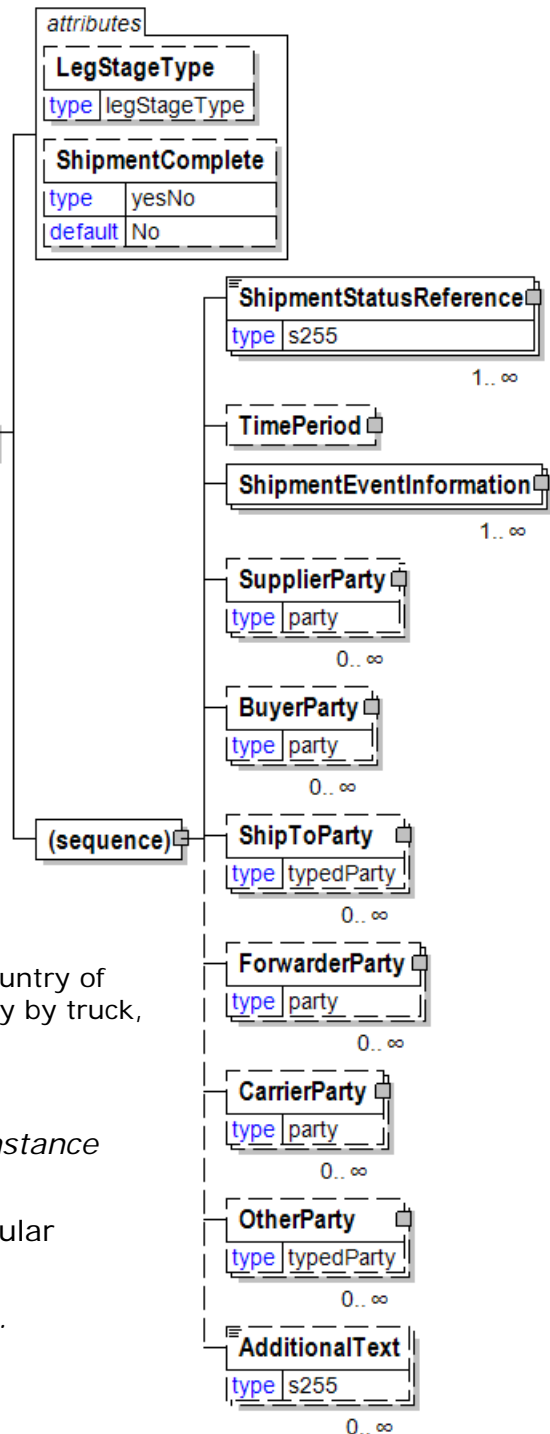 attributes
LegStageType
type legStageType
ShipmentComplete
type yesNo
default No
ShipmentStatusReference
type s255
1.. ∞
TimePeriod
ShipmentEventInformation
1.. ∞
SupplierParty
type party
0.. ∞
BuyerParty
type party
0.. ∞
(sequence)
ShipToParty
type typedParty
0.. ∞
ForwarderParty
type party
0.. ∞
CarrierParty
type party
0.. ∞
OtherParty
type typedParty
0.. ∞
AdditionalText
type s255
0.. ∞
untry of
y by truck,
nstance
ular
.